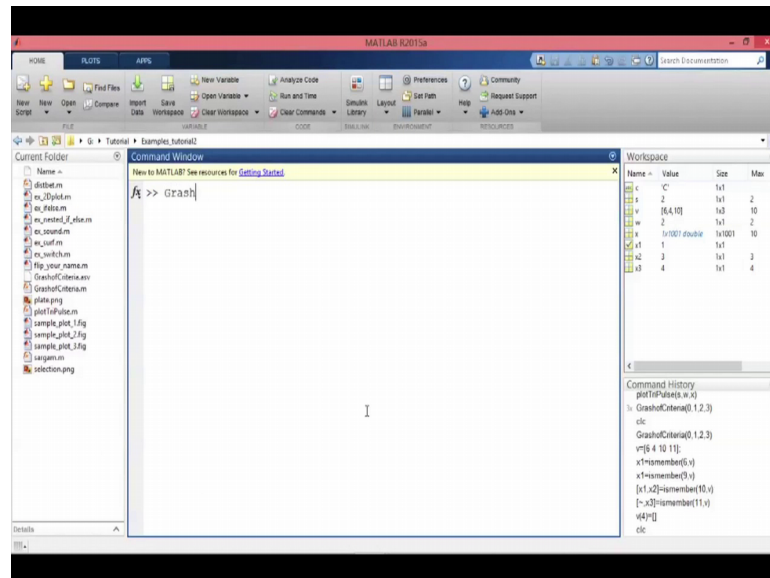 MATLAB R2015a
HOME PLOTS APPS
Search Documentation
New Script
New
Open
Find Files
Compare
Import Data
Save Workspace
New Variable
Open Variable
Clear Workspace
Analyze Code
Run and Time
Clear Commands
Simulink Library
Layout
Preferences
Set Path
Parallel
Help
Community
Request Support
Add-Ons
FILE VARIABLE CODE SIMULINK ENVIRONMENT RESOURCES
G: Tutorial Examples_tutorial2
Current Folder
Name
distbet.m
ex_2Dplot.m
ex_ifelse.m
ex_nested_if_else.m
ex_sound.m
ex_surf.m
ex_switch.m
flip_your_name.m
GrashofCriteria.asv
GrashofCriteria.m
plate.png
plotTriPulse.m
sample_plot_1.fig
sample_plot_2.fig
sample_plot_3.fig
sargam.m
selection.png
Details
Command Window
New to MATLAB? See resources for Getting Started.
fx >> Grash
Workspace
Name Value Size Max
c 'C' 1x1
s 2 1x1 2
v [6,4,10] 1x3 10
w 2 1x1 2
x 1x1001 double 1x1001 10
x1 1 1x1
x2 3 1x1 3
x3 4 1x1 4
Command History
plotTriPulse(s,w,x)
GrashofCriteria(0,1,2,3)
clc
GrashofCriteria(0,1,2,3)
v=[6 4 10 11];
x1=ismember(6,v)
x1=ismember(9,v)
[x1,x2]=ismember(10,v)
[~,x3]=ismember(11,v)
v(4)=[]
clc